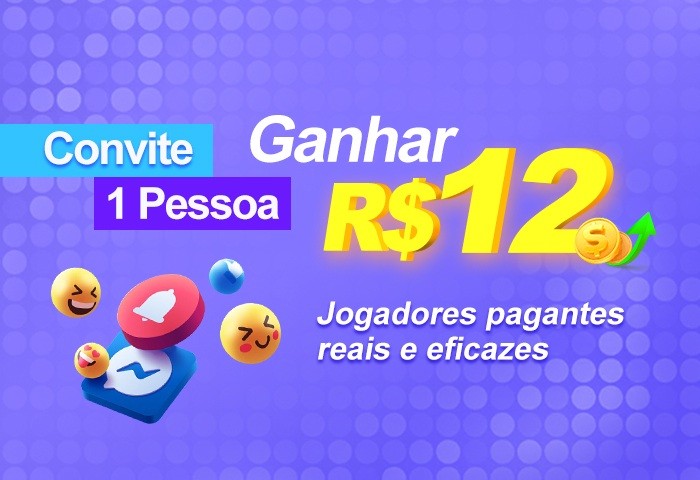 Convite
1 Pessoa
Ganhar
R$12
Jogadores pagantes
reais e eficazes